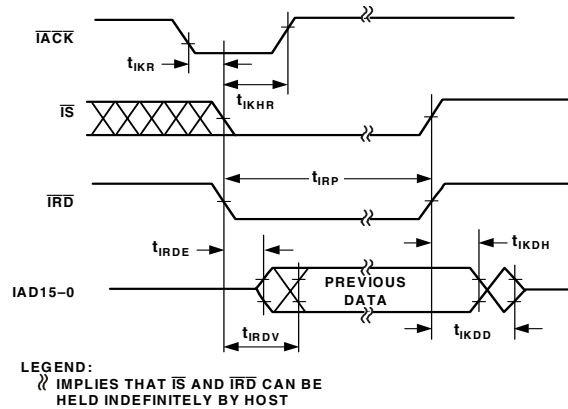 IACK
tIKR
tIKHR
IS
tIRP
IRD
tIRDE
tIKDH
IAD15–0
PREVIOUS
DATA
tIRDV
tIKDD
LEGEND:
IMPLIES THAT IS AND IRD CAN BE
HELD INDEFINITELY BY HOST